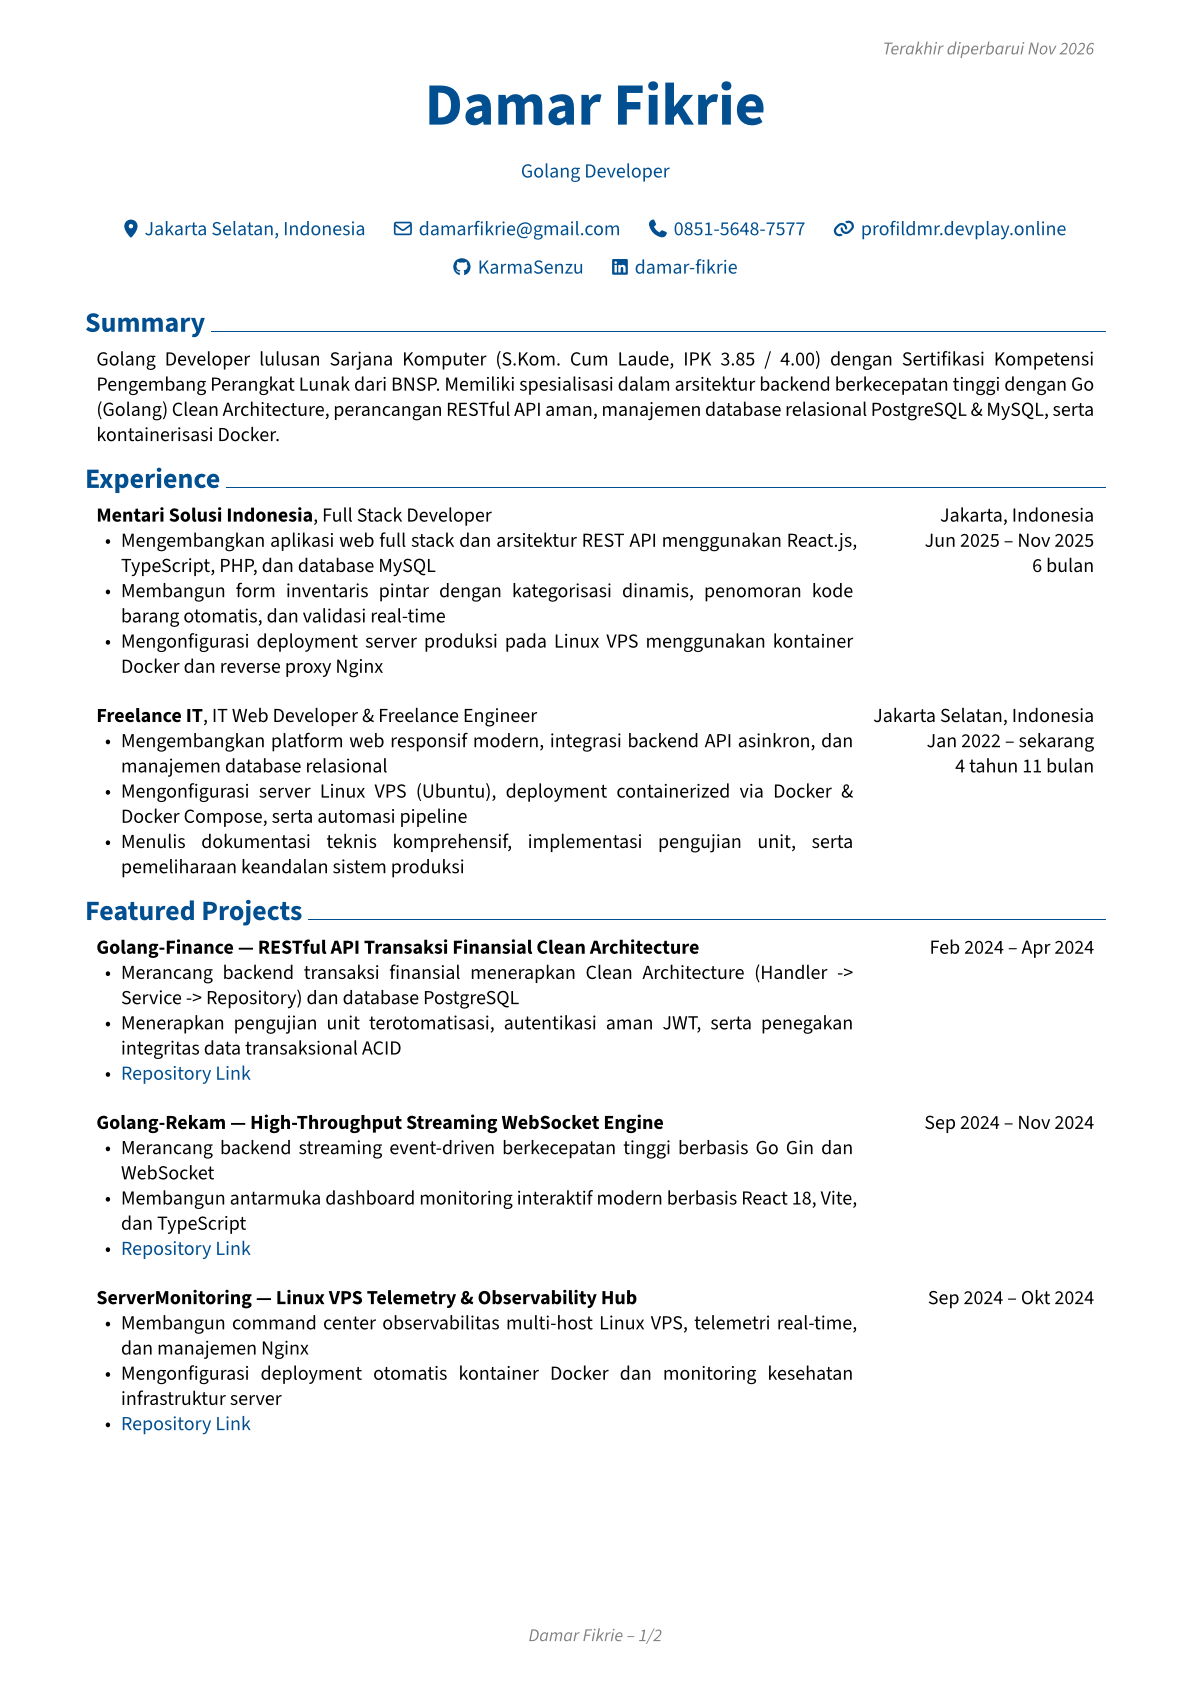 Terakhir diperbarui Nov 2026
Damar Fikrie
Golang Developer
Jakarta Selatan, Indonesia damarfikrie@gmail.com 0851-5648-7577 profildmr.devplay.online
KarmaSenzu damar-fikrie
Summary
Golang Developer lulusan Sarjana Komputer (S.Kom. Cum Laude, IPK 3.85 / 4.00) dengan Sertifikasi Kompetensi
Pengembang Perangkat Lunak dari BNSP. Memiliki spesialisasi dalam arsitektur backend berkecepatan tinggi dengan Go
(Golang) Clean Architecture, perancangan RESTful API aman, manajemen database relasional PostgreSQL & MySQL, serta
kontainerisasi Docker.
Experience
Mentari Solusi Indonesia, Full Stack Developer Jakarta, Indonesia
• Mengembangkan aplikasi web full stack dan arsitektur REST API menggunakan React.js, Jun 2025 – Nov 2025
TypeScript, PHP, dan database MySQL 6 bulan
• Membangun form inventaris pintar dengan kategorisasi dinamis, penomoran kode
barang otomatis, dan validasi real-time
• Mengonfigurasi deployment server produksi pada Linux VPS menggunakan kontainer
Docker dan reverse proxy Nginx
Freelance IT, IT Web Developer & Freelance Engineer Jakarta Selatan, Indonesia
• Mengembangkan platform web responsif modern, integrasi backend API asinkron, dan Jan 2022 – sekarang
manajemen database relasional 4 tahun 11 bulan
• Mengonfigurasi server Linux VPS (Ubuntu), deployment containerized via Docker &
Docker Compose, serta automasi pipeline
• Menulis dokumentasi teknis komprehensif, implementasi pengujian unit, serta
pemeliharaan keandalan sistem produksi
Featured Projects
Golang-Finance — RESTful API Transaksi Finansial Clean Architecture Feb 2024 – Apr 2024
• Merancang backend transaksi finansial menerapkan Clean Architecture (Handler ->
Service -> Repository) dan database PostgreSQL
• Menerapkan pengujian unit terotomatisasi, autentikasi aman JWT, serta penegakan
integritas data transaksional ACID
• Repository Link
Golang-Rekam — High-Throughput Streaming WebSocket Engine Sep 2024 – Nov 2024
• Merancang backend streaming event-driven berkecepatan tinggi berbasis Go Gin dan
WebSocket
• Membangun antarmuka dashboard monitoring interaktif modern berbasis React 18, Vite,
dan TypeScript
• Repository Link
ServerMonitoring — Linux VPS Telemetry & Observability Hub Sep 2024 – Okt 2024
• Membangun command center observabilitas multi-host Linux VPS, telemetri real-time,
dan manajemen Nginx
• Mengonfigurasi deployment otomatis kontainer Docker dan monitoring kesehatan
infrastruktur server
• Repository Link
Damar Fikrie – 1/2